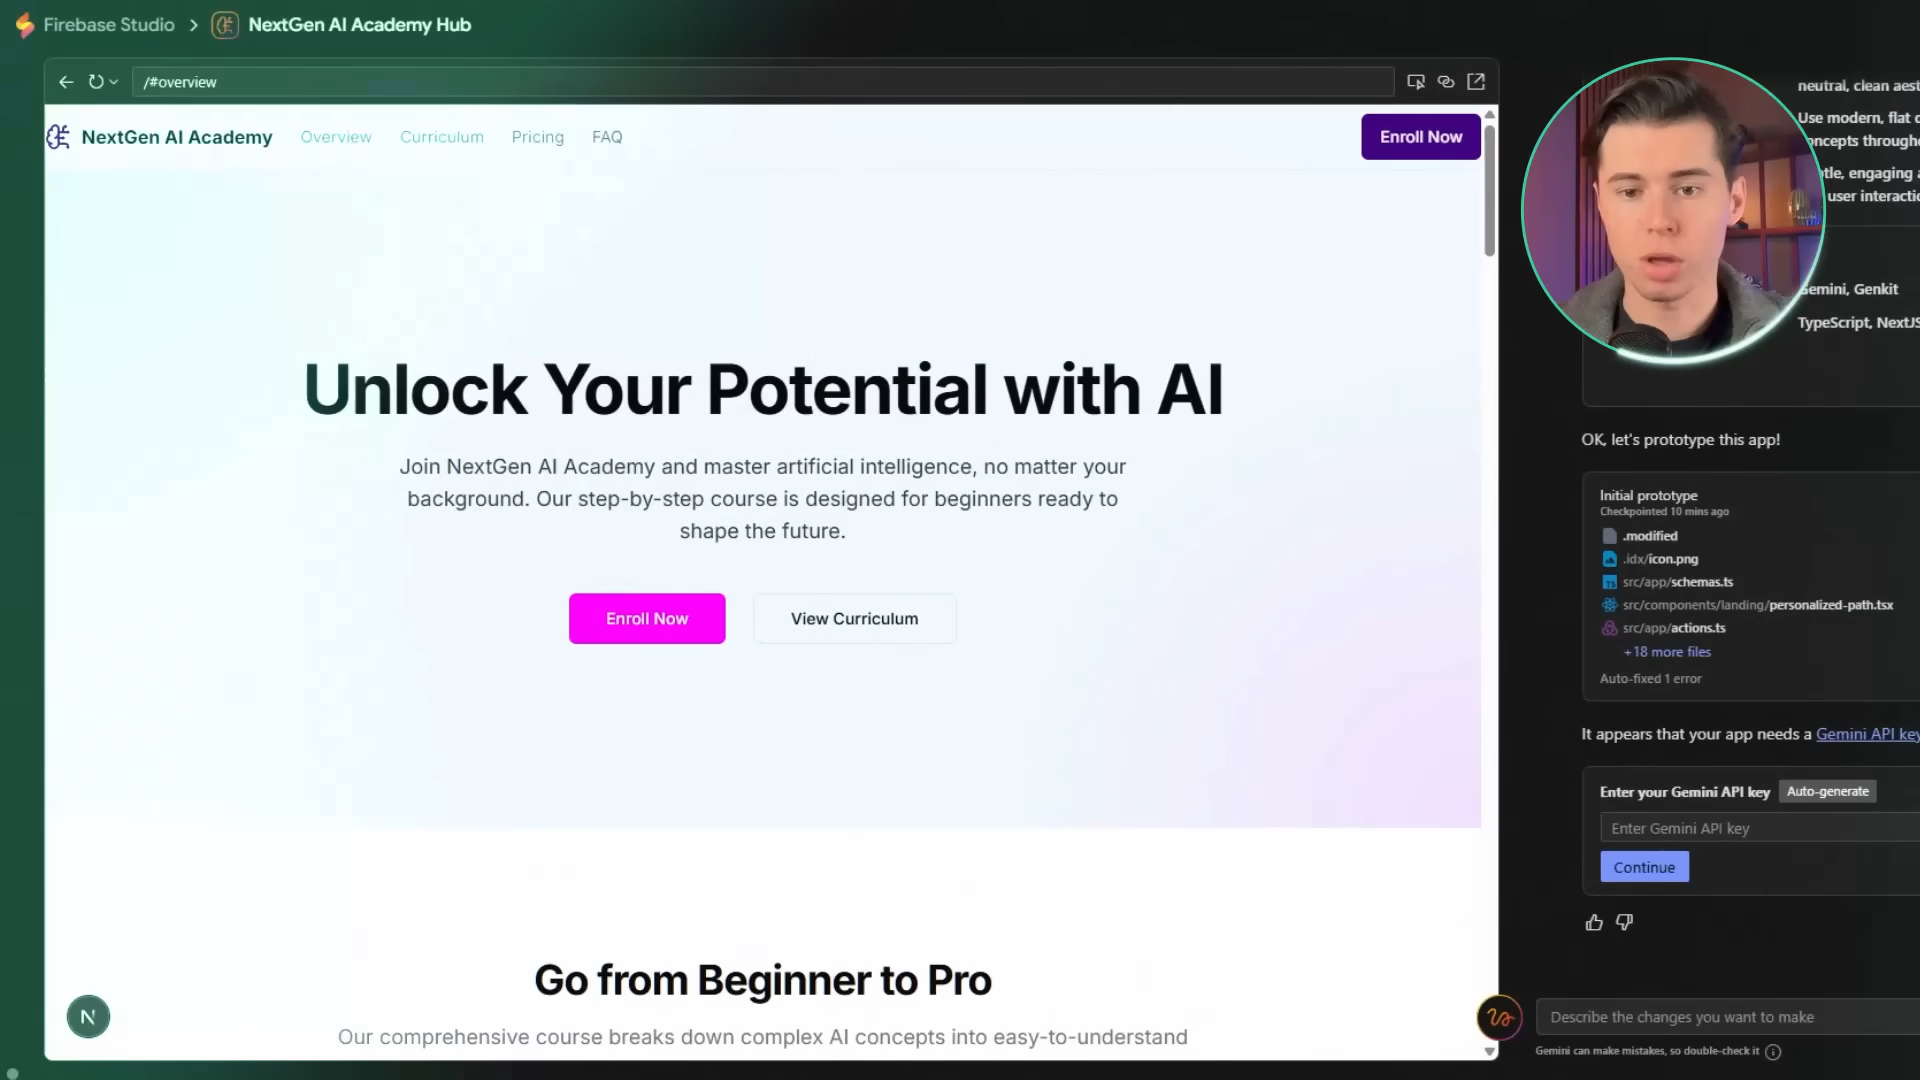 Firebase Studio > NextGen AI Academy Hub
/#overview
NextGen AI Academy Overview Curriculum Pricing FAQ Enroll Now
Unlock Your Potential with AI
Join NextGen AI Academy and master artificial intelligence, no matter your
background. Our step-by-step course is designed for beginners ready to
shape the future.
Enroll Now View Curriculum
Go from Beginner to Pro
Our comprehensive course breaks down complex AI concepts into easy-to-understand
N
neutral, clean
Use modern, flat
user
Gemini, Genkit
TypeScript, NextJS
OK, let's prototype this app!
Initial prototype
Checkpointed 10 mins ago
.modified
.idx/icon.png
src/app/schemas.ts
src/components/landing/personalized-path.tsx
src/app/actions.ts
+18 more files
Auto-fixed 1 error
It appears that your app needs a Gemini API key
Enter your Gemini API key Auto-generate
Enter Gemini API key
Continue
Describe the changes you want to make
Gemini can make mistakes, so double-check it